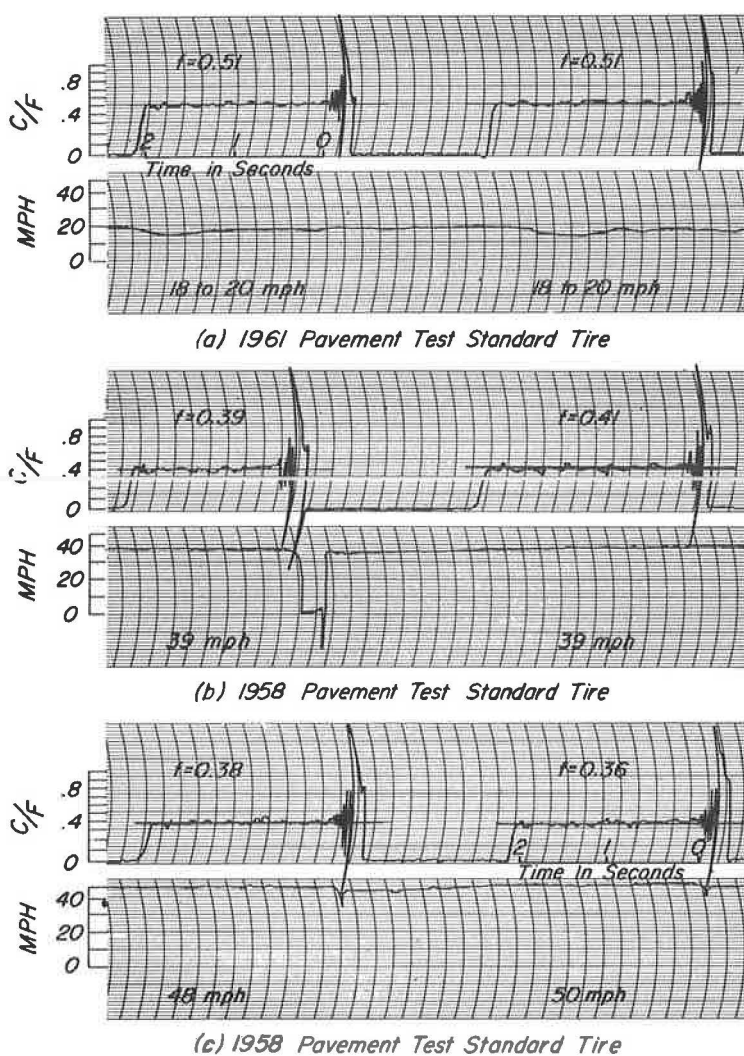 f=0.51 f=0.51
C/F
.8
.4
0
2 1 0
Time in Seconds
MPH
40
20
0
18 to 20 mph 18 to 20 mph
(a) 1961 Pavement Test Standard Tire
f=0.39 f=0.41
C/F
.8
.4
0
MPH
40
20
0
39 mph 39 mph
(b) 1958 Pavement Test Standard Tire
f=0.38 f=0.36
C/F
.8
.4
0
2 1 0
Time In Seconds
MPH
40
20
0
48 mph 50 mph
(c) 1958 Pavement Test Standard Tire